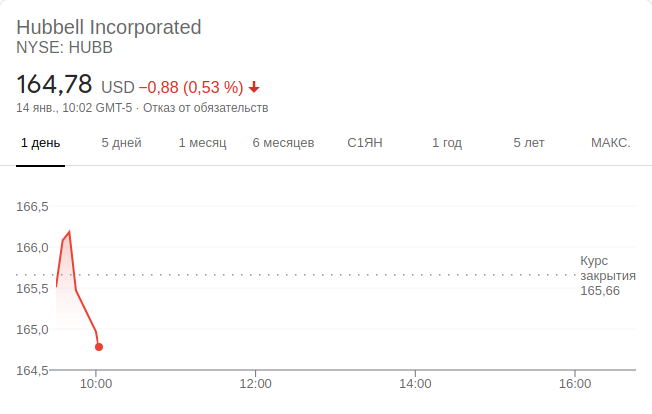 Hubbell Incorporated
NYSE: HUBB
164,78 USD −0,88 (0,53 %)
14 янв., 10:02 GMT-5 · Отказ от обязательств
1 день 5 дней 1 месяц 6 месяцев С1ЯН 1 год 5 лет МАКС.
166,5
166,0
Курс
закрытия
165,66
165,5
165,0
164,5
10:00 12:00 14:00 16:00